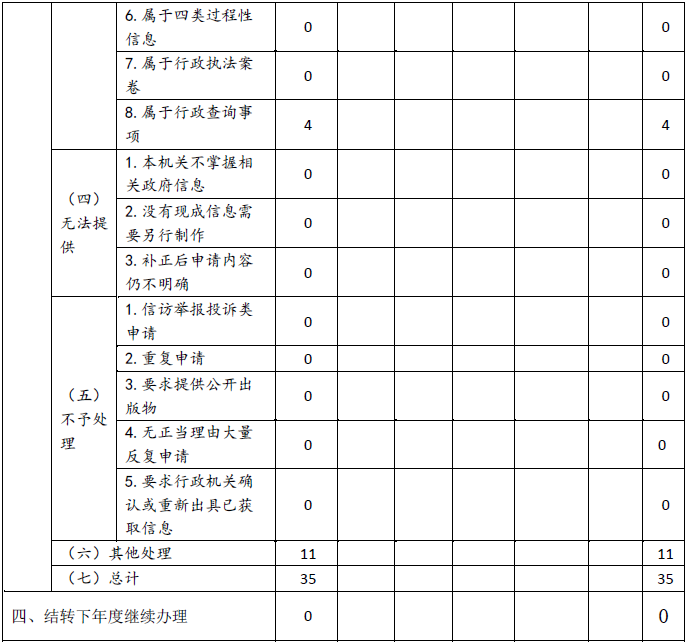 6.属于四类过程性
信息
0
0
7.属于行政执法案
卷
0
0
8.属于行政查询事
项
4
4
（四）
无法提
供
1.本机关不掌握相
关政府信息
0
0
2.没有现成信息需
要另行制作
0
0
3.补正后申请内容
仍不明确
0
0
（五）
不予处
理
1.信访举报投诉类
申请
0
0
2.重复申请
0
0
3.要求提供公开出
版物
0
0
4.无正当理由大量
反复申请
0
0
5.要求行政机关确
认或重新出具已获
取信息
0
0
（六）其他处理
11
11
（七）总计
35
35
四、结转下年度继续办理
0
0